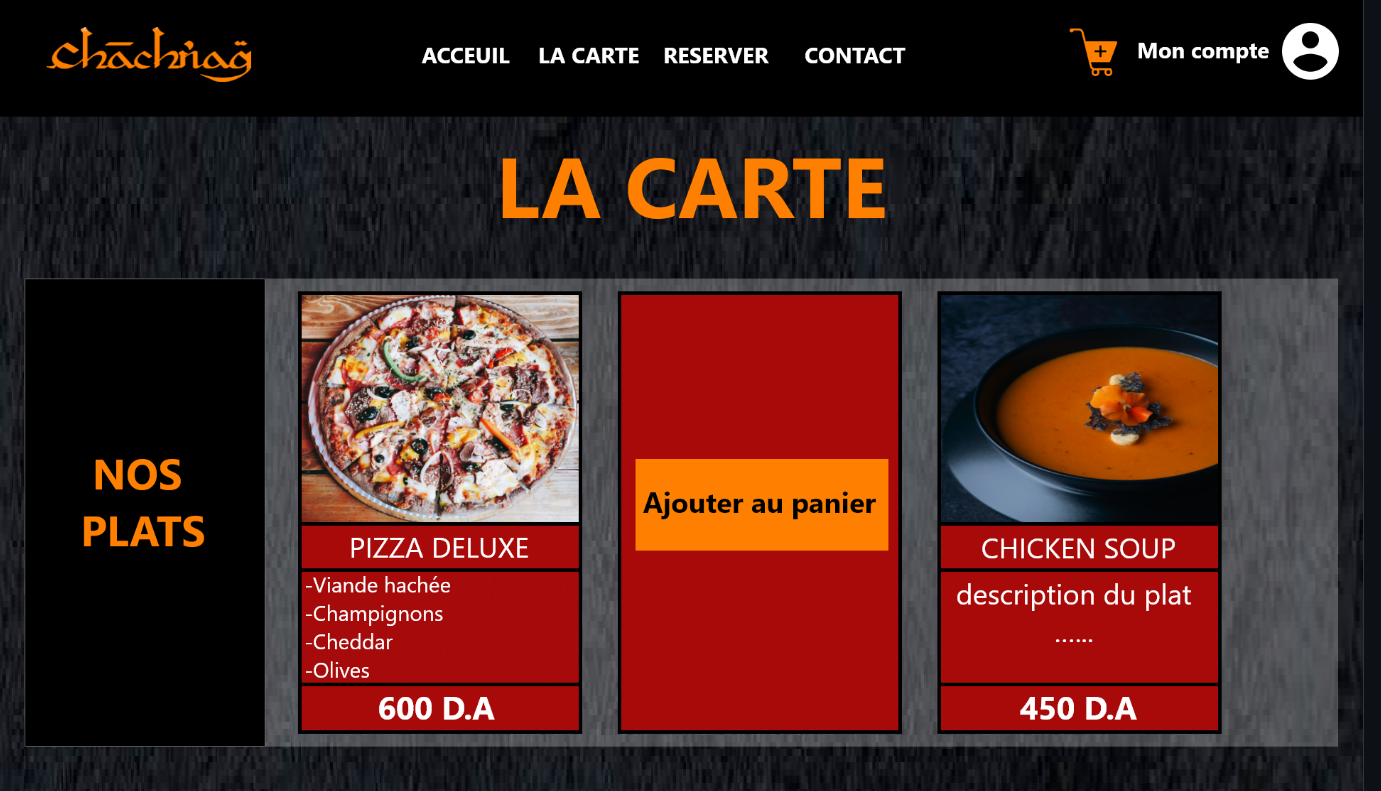 chāchnağ
ACCEUIL LA CARTE RESERVER CONTACT
Mon compte
LA CARTE
NOS
PLATS
PIZZA DELUXE
-Viande hachée
-Champignons
-Cheddar
-Olives
600 D.A
Ajouter au panier
CHICKEN SOUP
description du plat
......
450 D.A